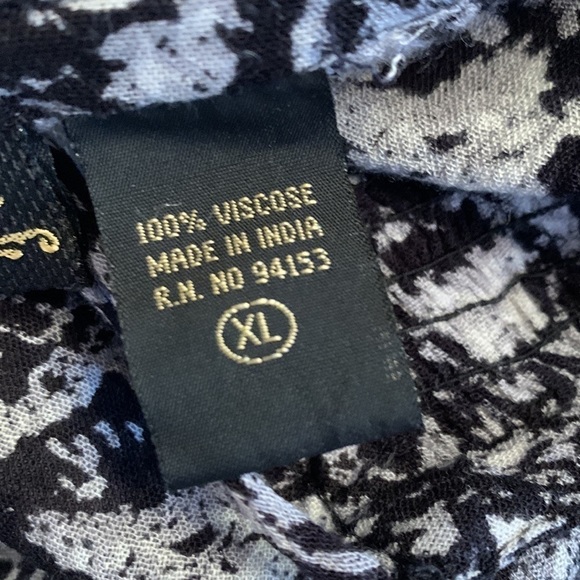 100% VISCOSE
MADE IN INDIA
R.N. NO 94153
XL